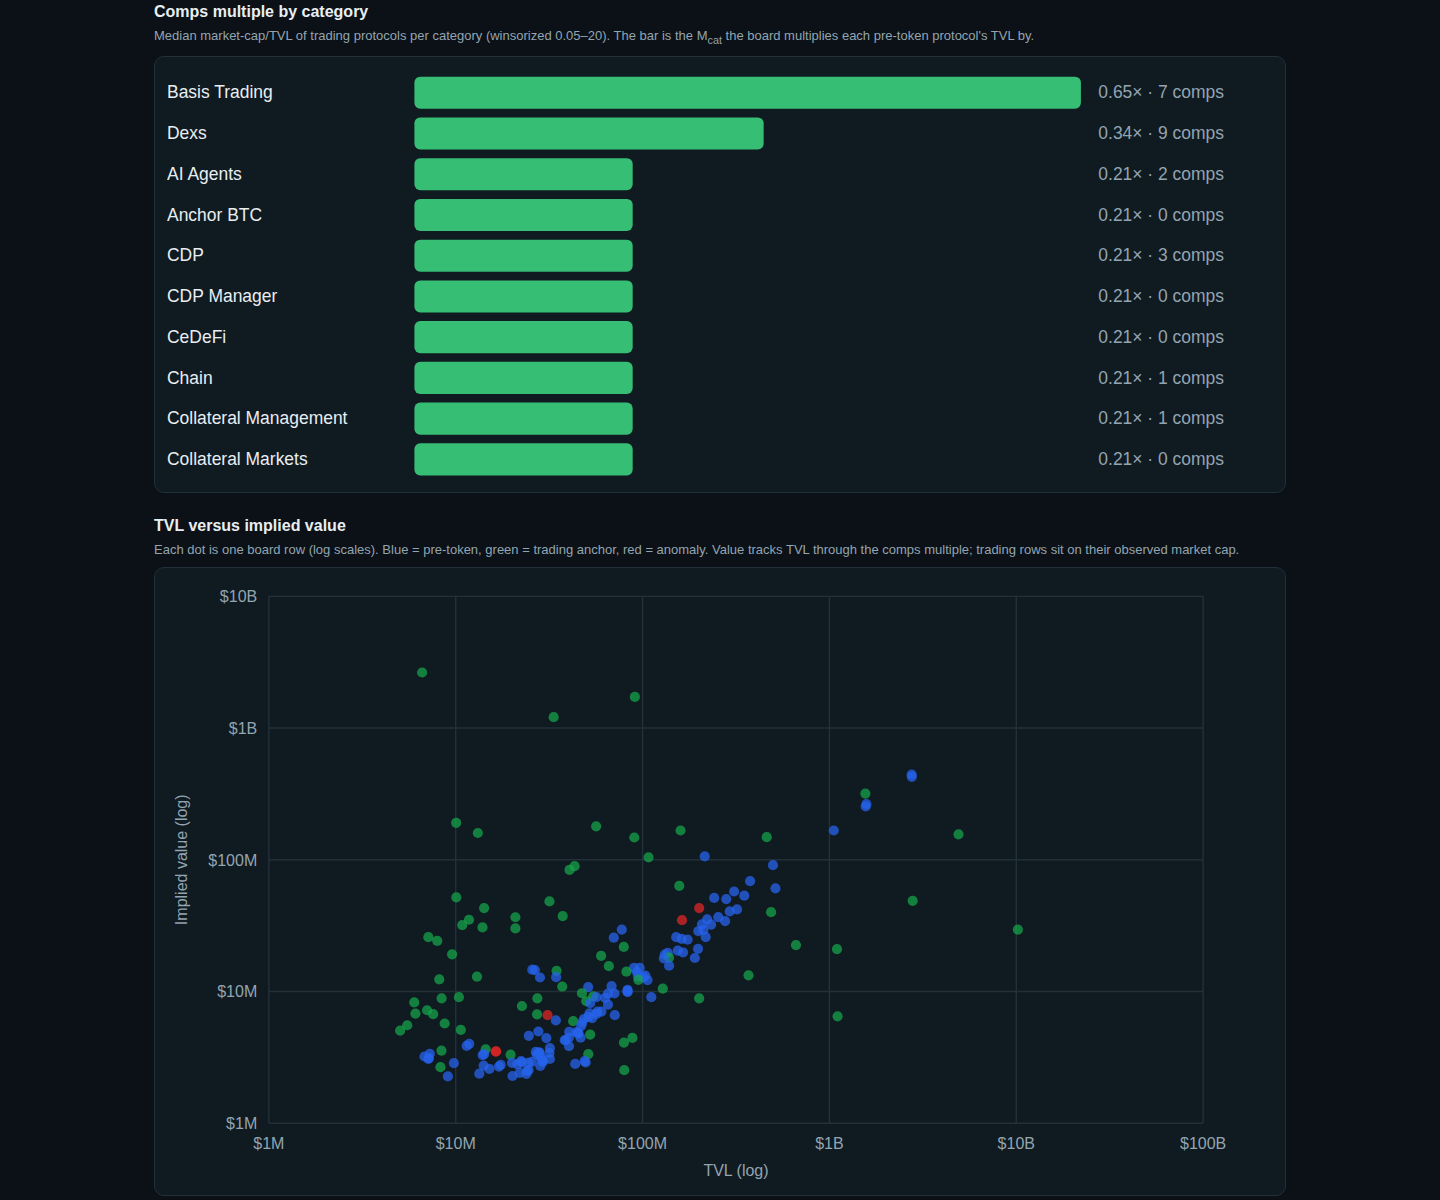 Comps multiple by category
Median market-cap/TVL of trading protocols per category (winsorized 0.05–20). The bar is the Mcat the board multiplies each pre-token protocol's TVL by.
Basis Trading 0.65× · 7 comps
Dexs 0.34× · 9 comps
AI Agents 0.21× · 2 comps
Anchor BTC 0.21× · 0 comps
CDP 0.21× · 3 comps
CDP Manager 0.21× · 0 comps
CeDeFi 0.21× · 0 comps
Chain 0.21× · 1 comps
Collateral Management 0.21× · 1 comps
Collateral Markets 0.21× · 0 comps
TVL versus implied value
Each dot is one board row (log scales). Blue = pre-token, green = trading anchor, red = anomaly. Value tracks TVL through the comps multiple; trading rows sit on their observed market cap.
$10B
$1B
$100M
$10M
$1M
Implied value (log)
$1M $10M $100M $1B $10B $100B
TVL (log)